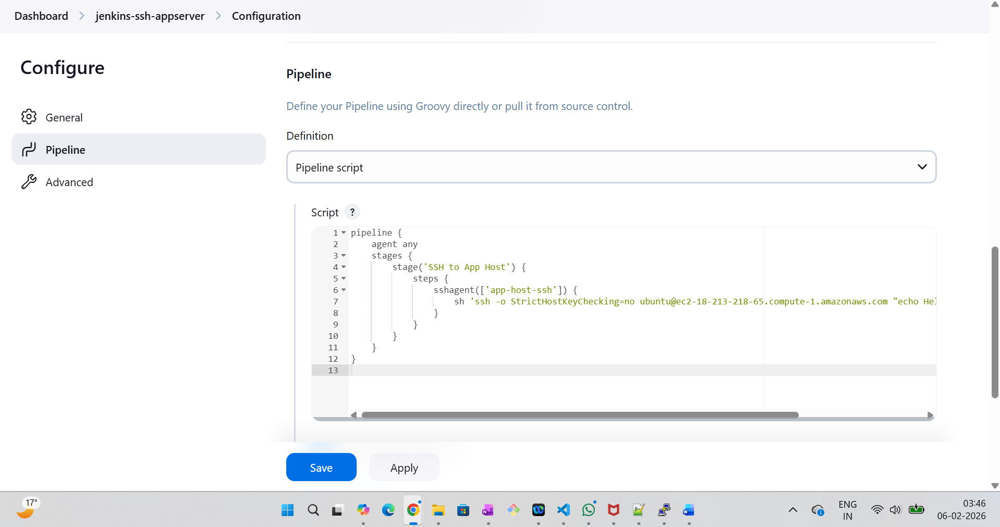 Dashboard > jenkins-ssh-appserver > Configuration
Configure
General
Pipeline
Advanced
Pipeline
Define your Pipeline using Groovy directly or pull it from source control.
Definition
Pipeline script
Script ?
1 pipeline {
2     agent any
3     stages {
4         stage('SSH to App Host') {
5             steps {
6                 sshagent(['app-host-ssh']) {
7                     sh 'ssh -o StrictHostKeyChecking=no ubuntu@ec2-18-213-218-65.compute-1.amazonaws.com "echo Hel
8                 }
9             }
10         }
11     }
12 }
13
Save Apply
17°
ENG
IN
03:46
06-02-2026